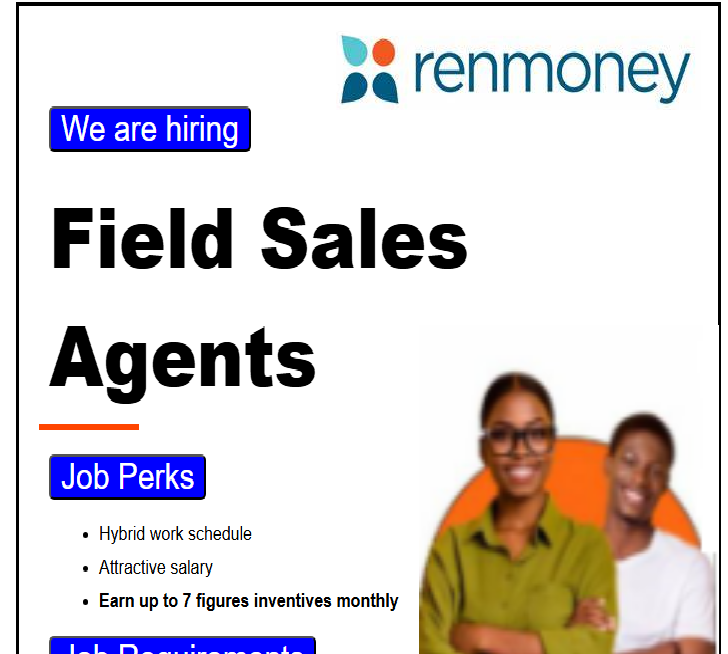 renmoney
We are hiring
Field Sales
Agents
Job Perks
Hybrid work schedule
Attractive salary
Earn up to 7 figures inventives monthly
Job Requirements